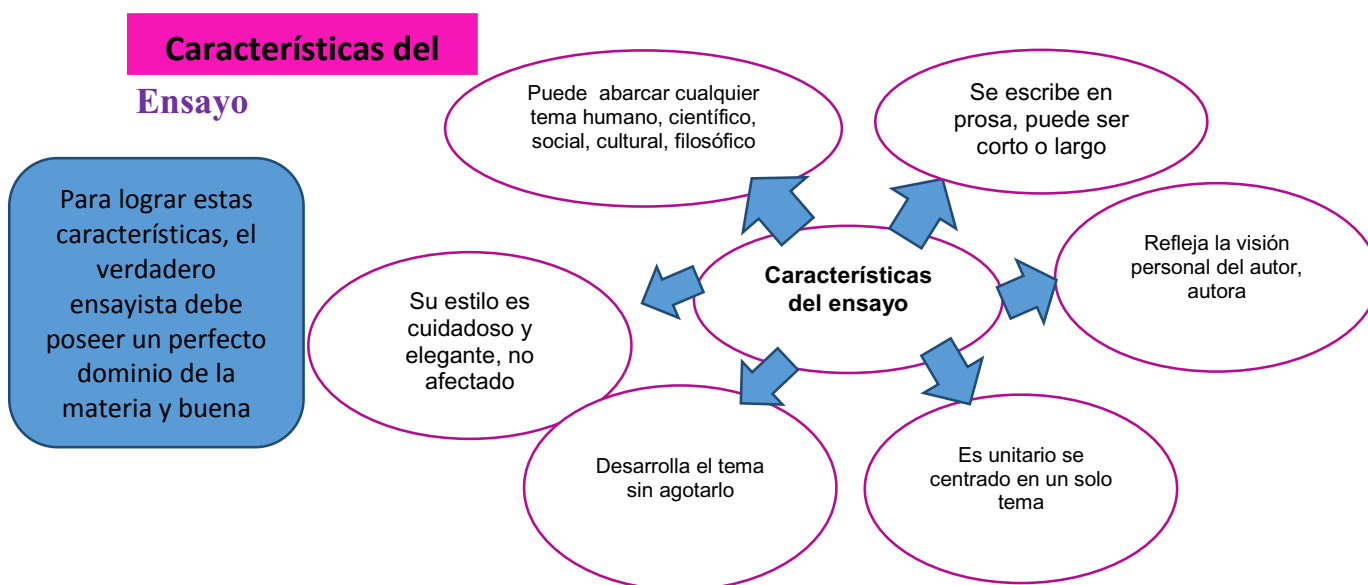 Características del
Ensayo
Para lograr estas
características, el
verdadero
ensayista debe
poseer un perfecto
dominio de la
materia y buena
Puede abarcar cualquier
tema humano, científico,
social, cultural, filosófico
Se escribe en
prosa, puede ser
corto o largo
Refleja la visión
personal del autor,
autora
Características
del ensayo
Su estilo es
cuidadoso y
elegante, no
afectado
Desarrolla el tema
sin agotarlo
Es unitario se
centrado en un solo
tema